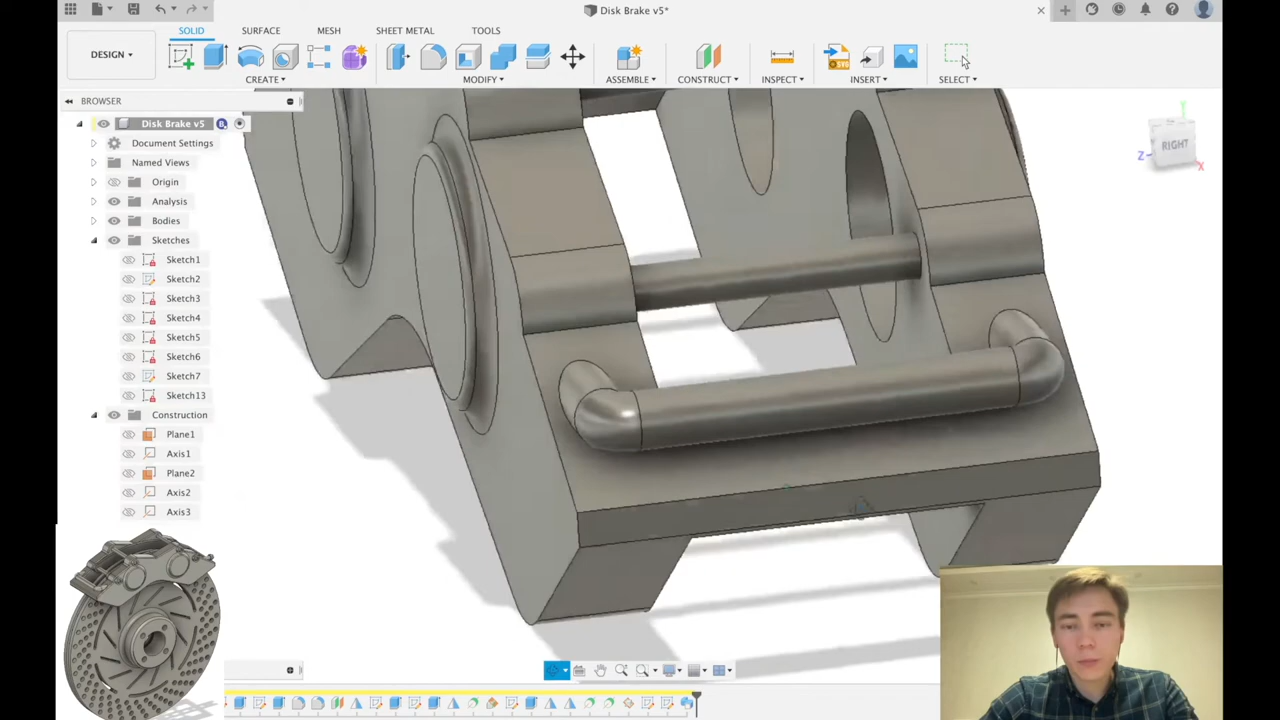 Disk Brake v5*
SOLID SURFACE MESH SHEET METAL TOOLS
DESIGN
CREATE MODIFY ASSEMBLE CONSTRUCT INSPECT INSERT SELECT
BROWSER
Disk Brake v5
Document Settings
Named Views
Origin
Analysis
Bodies
Sketches
Sketch1
Sketch2
Sketch3
Sketch4
Sketch5
Sketch6
Sketch7
Sketch13
Construction
Plane1
Axis1
Plane2
Axis2
Axis3
Y
RIGHT
Z
X